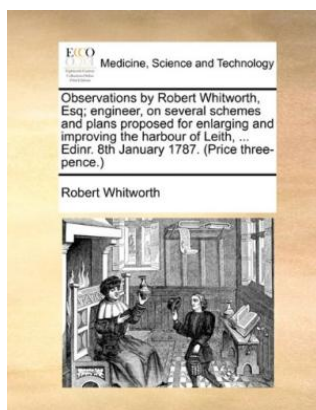 ECCO
Medicine, Science and Technology
Observations by Robert Whitworth,
Esq; engineer, on several schemes
and plans proposed for enlarging and
improving the harbour of Leith, ...
Edinr. 8th January 1787. (Price three-
pence.)
Robert Whitworth